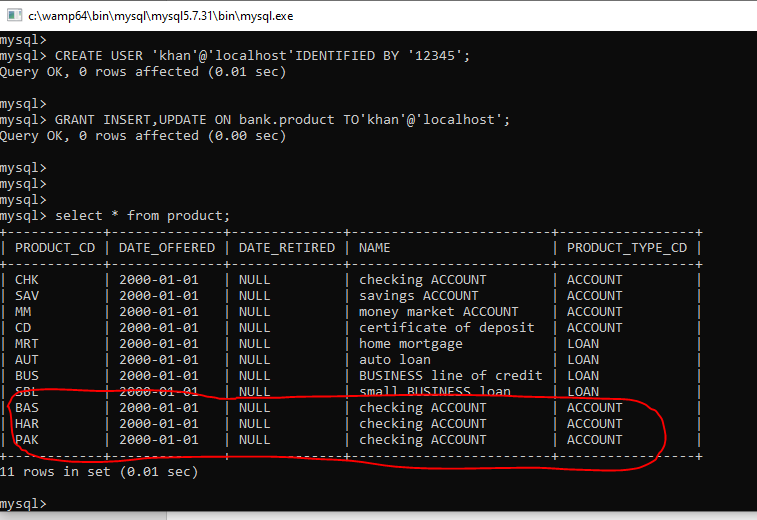 c:\wamp64\bin\mysql\mysql5.7.31\bin\mysql.exe
mysql>
mysql> CREATE USER 'khan'@'localhost'IDENTIFIED BY '12345';
Query OK, 0 rows affected (0.01 sec)
mysql>
mysql> GRANT INSERT,UPDATE ON bank.product TO'khan'@'localhost';
Query OK, 0 rows affected (0.00 sec)
mysql>
mysql>
mysql>
mysql> select * from product;
+------------+--------------+--------------+-------------------------+-----------------+
| PRODUCT_CD | DATE_OFFERED | DATE_RETIRED | NAME                    | PRODUCT_TYPE_CD |
+------------+--------------+--------------+-------------------------+-----------------+
| CHK        | 2000-01-01   | NULL         | checking ACCOUNT        | ACCOUNT         |
| SAV        | 2000-01-01   | NULL         | savings ACCOUNT         | ACCOUNT         |
| MM         | 2000-01-01   | NULL         | money market ACCOUNT    | ACCOUNT         |
| CD         | 2000-01-01   | NULL         | certificate of deposit  | ACCOUNT         |
| MRT        | 2000-01-01   | NULL         | home mortgage           | LOAN            |
| AUT        | 2000-01-01   | NULL         | auto loan               | LOAN            |
| BUS        | 2000-01-01   | NULL         | BUSINESS line of credit | LOAN            |
| SBL        | 2000-01-01   | NULL         | small BUSINESS loan     | LOAN            |
| BAS        | 2000-01-01   | NULL         | checking ACCOUNT        | ACCOUNT         |
| HAR        | 2000-01-01   | NULL         | checking ACCOUNT        | ACCOUNT         |
| PAK        | 2000-01-01   | NULL         | checking ACCOUNT        | ACCOUNT         |
+------------+--------------+--------------+-------------------------+-----------------+
11 rows in set (0.01 sec)
mysql>